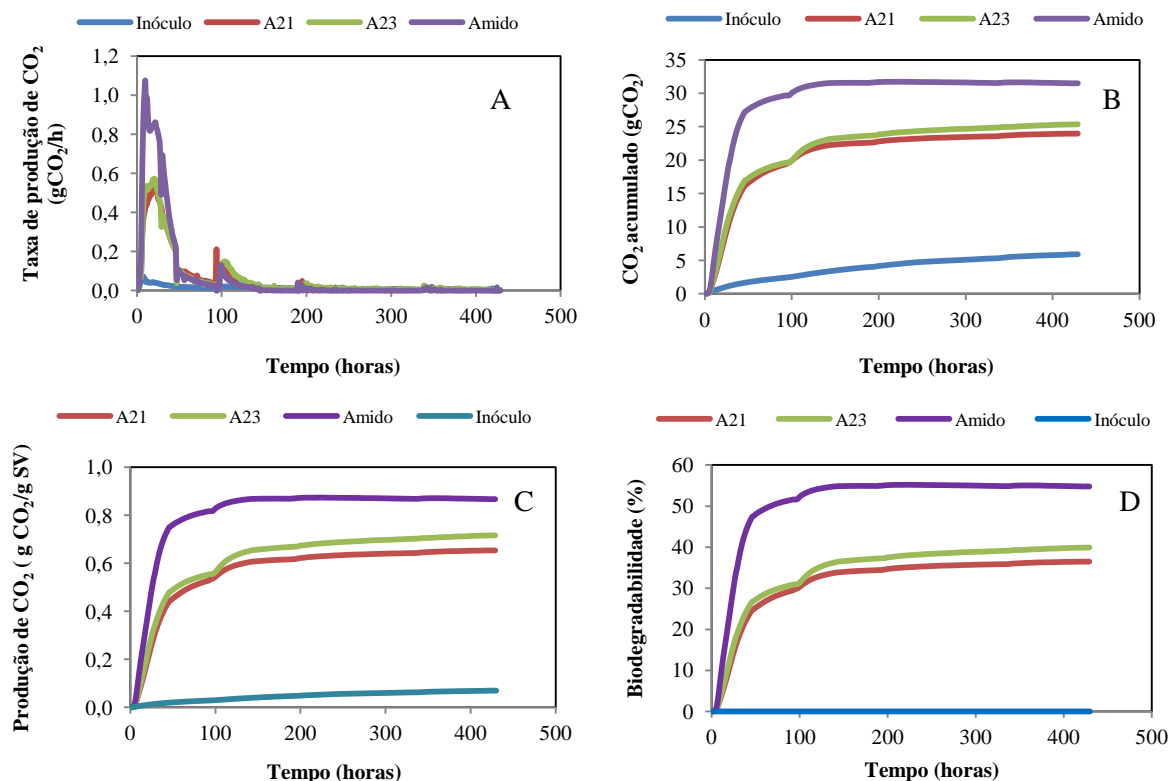 Inóculo A21 A23 Amido
Taxa de produção de CO2
(gCO2/h)
1,2
1,0
0,8
0,6
0,4
0,2
0,0
A
0 100 200 300 400 500
Tempo (horas)
Inóculo A21 A23 Amido
CO2 acumulado (gCO2)
35
30
25
20
15
10
5
0
B
0 100 200 300 400 500
Tempo (horas)
A21 A23 Amido Inóculo
Produção de CO2 ( g CO2/g SV)
1,0
0,8
0,6
0,4
0,2
0,0
C
0 100 200 300 400 500
Tempo (horas)
A21 A23 Amido Inóculo
Biodegradabilidade (%)
60
50
40
30
20
10
0
D
0 100 200 300 400 500
Tempo (horas)